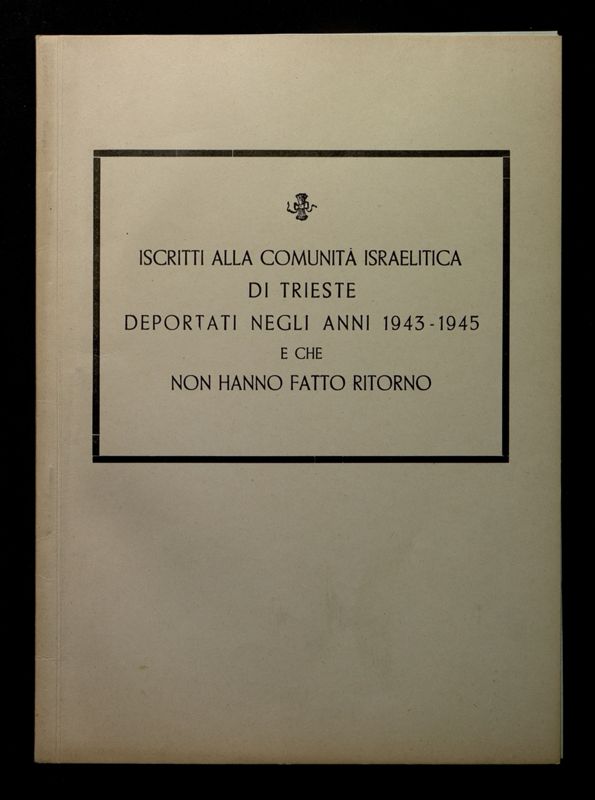 ISCRITTI ALLA COMUNITÀ ISRAELITICA
DI TRIESTE
DEPORTATI NEGLI ANNI 1943-1945
E CHE
NON HANNO FATTO RITORNO